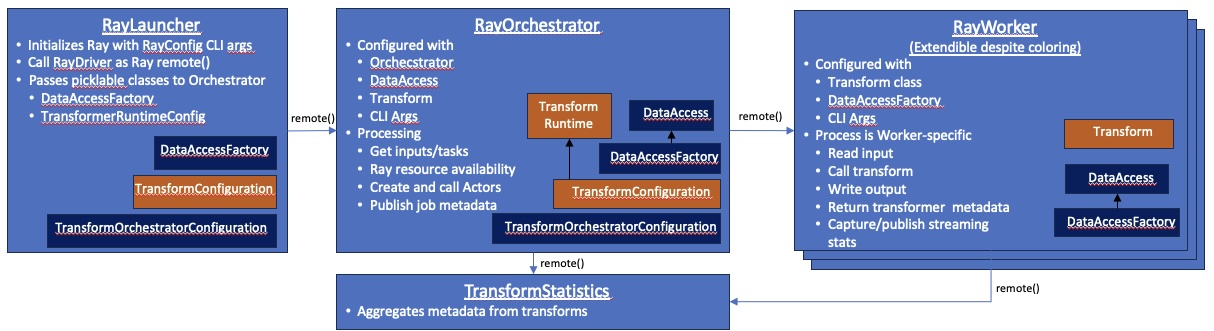 RayLauncher
• Initializes Ray with RayConfig CLI args
• Call RayDriver as Ray remote()
• Passes picklable classes to Orchestrator
• DataAccessFactory
• TransformerRuntimeConfig
DataAccessFactory
TransformConfiguration
TransformOrchestratorConfiguration
remote()
RayOrchestrator
• Configured with
• Orchecstrator
• DataAccess
• Transform
• CLI Args
• Processing
• Get inputs/tasks
• Ray resource availability
• Create and call Actors
• Publish job metadata
Transform
Runtime
DataAccess
DataAccessFactory
TransformConfiguration
TransformOrchestratorConfiguration
remote()
RayWorker
(Extendible despite coloring)
• Configured with
• Transform class
• DataAccessFactory
• CLI Args
• Process is Worker-specific
• Read input
• Call transform
• Write output
• Return transformer metadata
• Capture/publish streaming
stats
Transform
DataAccess
DataAccessFactory
remote()
remote()
TransformStatistics
• Aggregates metadata from transforms